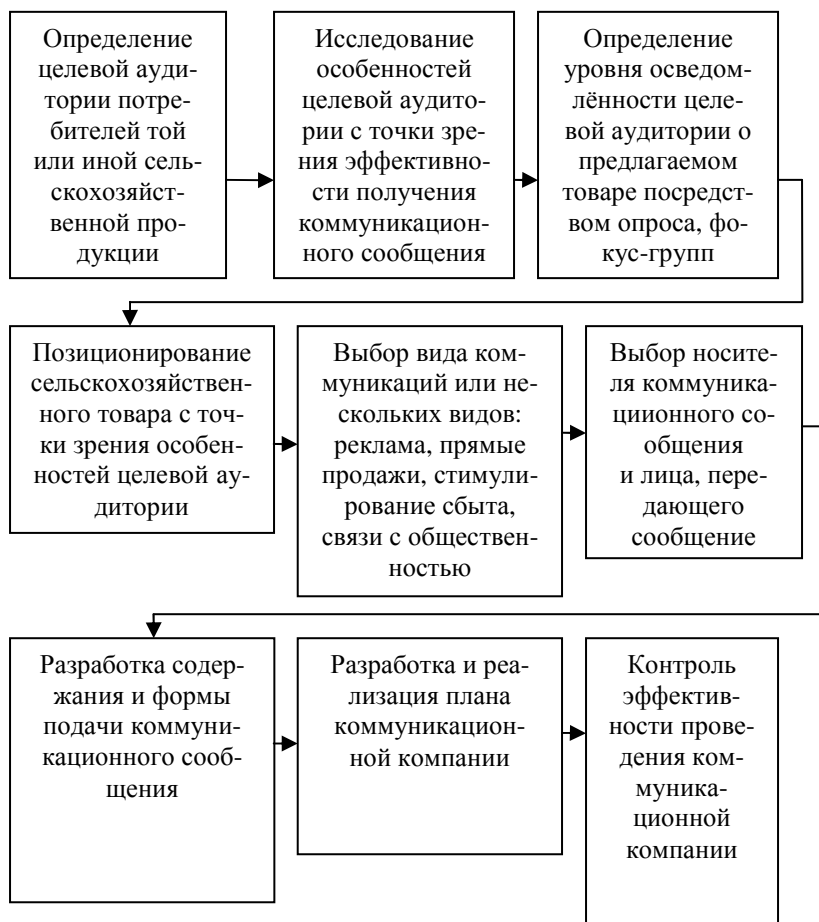 Определение
целевой ауди-
тории потре-
бителей той
или иной сель-
скохозяйст-
венной про-
дукции
Исследование
особенностей
целевой аудито-
рии с точки зре-
ния эффективно-
сти получения
коммуникацион-
ного сообщения
Определение
уровня осведом-
лённости целе-
вой аудитории о
предлагаемом
товаре посредст-
вом опроса, фо-
кус-групп
Позиционирование
сельскохозяйствен-
ного товара с точ-
ки зрения особен-
ностей целевой ау-
дитории
Выбор вида ком-
муникаций или не-
скольких видов:
реклама, прямые
продажи, стимули-
рование сбыта,
связи с обществен-
ностью
Выбор носите-
ля коммуника-
циионного со-
общения
и лица, пере-
дающего
сообщение
Разработка содер-
жания и формы
подачи коммуни-
кационного сооб-
щения
Разработка и ре-
ализация плана
коммуникацион-
ной компании
Контроль
эффектив-
ности прове-
дения ком-
муника-
ционной
компании